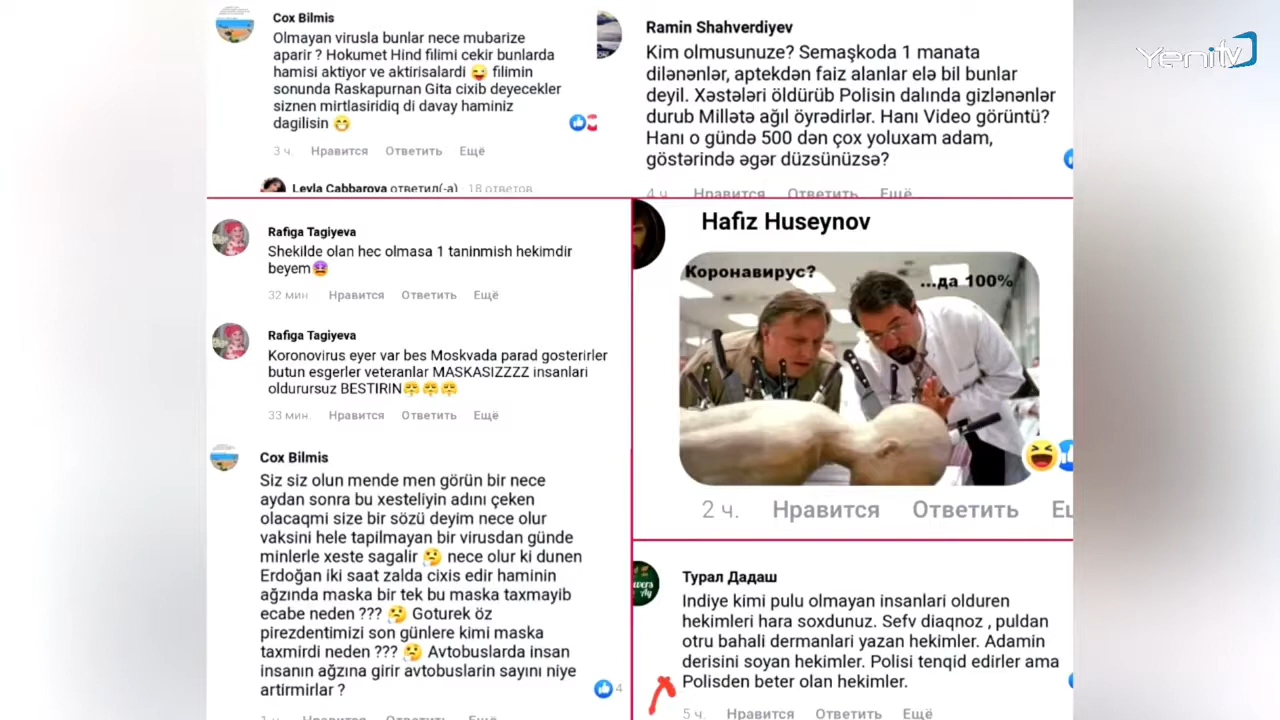 Cox Bilmis
Olmayan virusla bunlar nece mubarize
aparir ? Hokumet Hind filimi cekir bunlarda
hamisi aktiyor ve aktirisalardi 😜 filimin
sonunda Raskapurnan Gita cixib deyecekler
siznen mirtlasiridiq di davay haminiz
dagilisin 😁
3 ч. Нравится Ответить Ещё
Leyla Cabbarova ответил(-а) · 18 ответов
Ramin Shahverdiyev
Kim olmusunuze? Semaşkoda 1 manata
dilənənlər, aptekdən faiz alanlar elə bil bunlar
deyil. Xəstələri öldürüb Polisin dalında gizlənənlər
durub Millətə ağıl öyrədirlər. Hanı Video görüntü?
Hanı o gündə 500 dən çox yoluxam adam,
göstərində əgər düzsünüzsə?
4 ч. Нравится Ответить Ещё
Yeni tv
Rafiga Tagiyeva
Shekilde olan hec olmasa 1 taninmish hekimdir
beyem
32 мин. Нравится Ответить Ещё
Rafiga Tagiyeva
Koronovirus eyer var bes Moskvada parad gosterirler
butun esgerler veteranlar MASKASIZZZZ insanlari
oldurursuz BESTIRIN😤😤😤
33 мин. Нравится Ответить Ещё
Cox Bilmis
Siz siz olun mende men görün bir nece
aydan sonra bu xesteliyin adını çeken
olacaqmi size bir sözü deyim nece olur
vaksini hele tapilmayan bir virusdan günde
minlerle xeste sagalir 🤔 nece olur ki dunen
Erdoğan iki saat zalda cixis edir haminin
ağzında maska bir tek bu maska taxmayib
ecabe neden ??? 🤔 Goturek öz
pirezdentimizi son günlere kimi maska
taxmirdi neden ??? 🤔 Avtobuslarda insan
insanın ağzına girir avtobuslarin sayını niye
artirmirlar ?
4
Нравится Ответить Ещё
Hafiz Huseynov
Коронавирус?
...да 100%
2 ч. Нравится Ответить
Турал Дадаш
Indiye kimi pulu olmayan insanlari olduren
hekimleri hara soxdunuz. Sefv diaqnoz , puldan
otru bahali dermanlari yazan hekimler. Adamin
derisini soyan hekimler. Polisi tenqid edirler ama
Polisden beter olan hekimler.
5 ч. Нравится Ответить Ещё